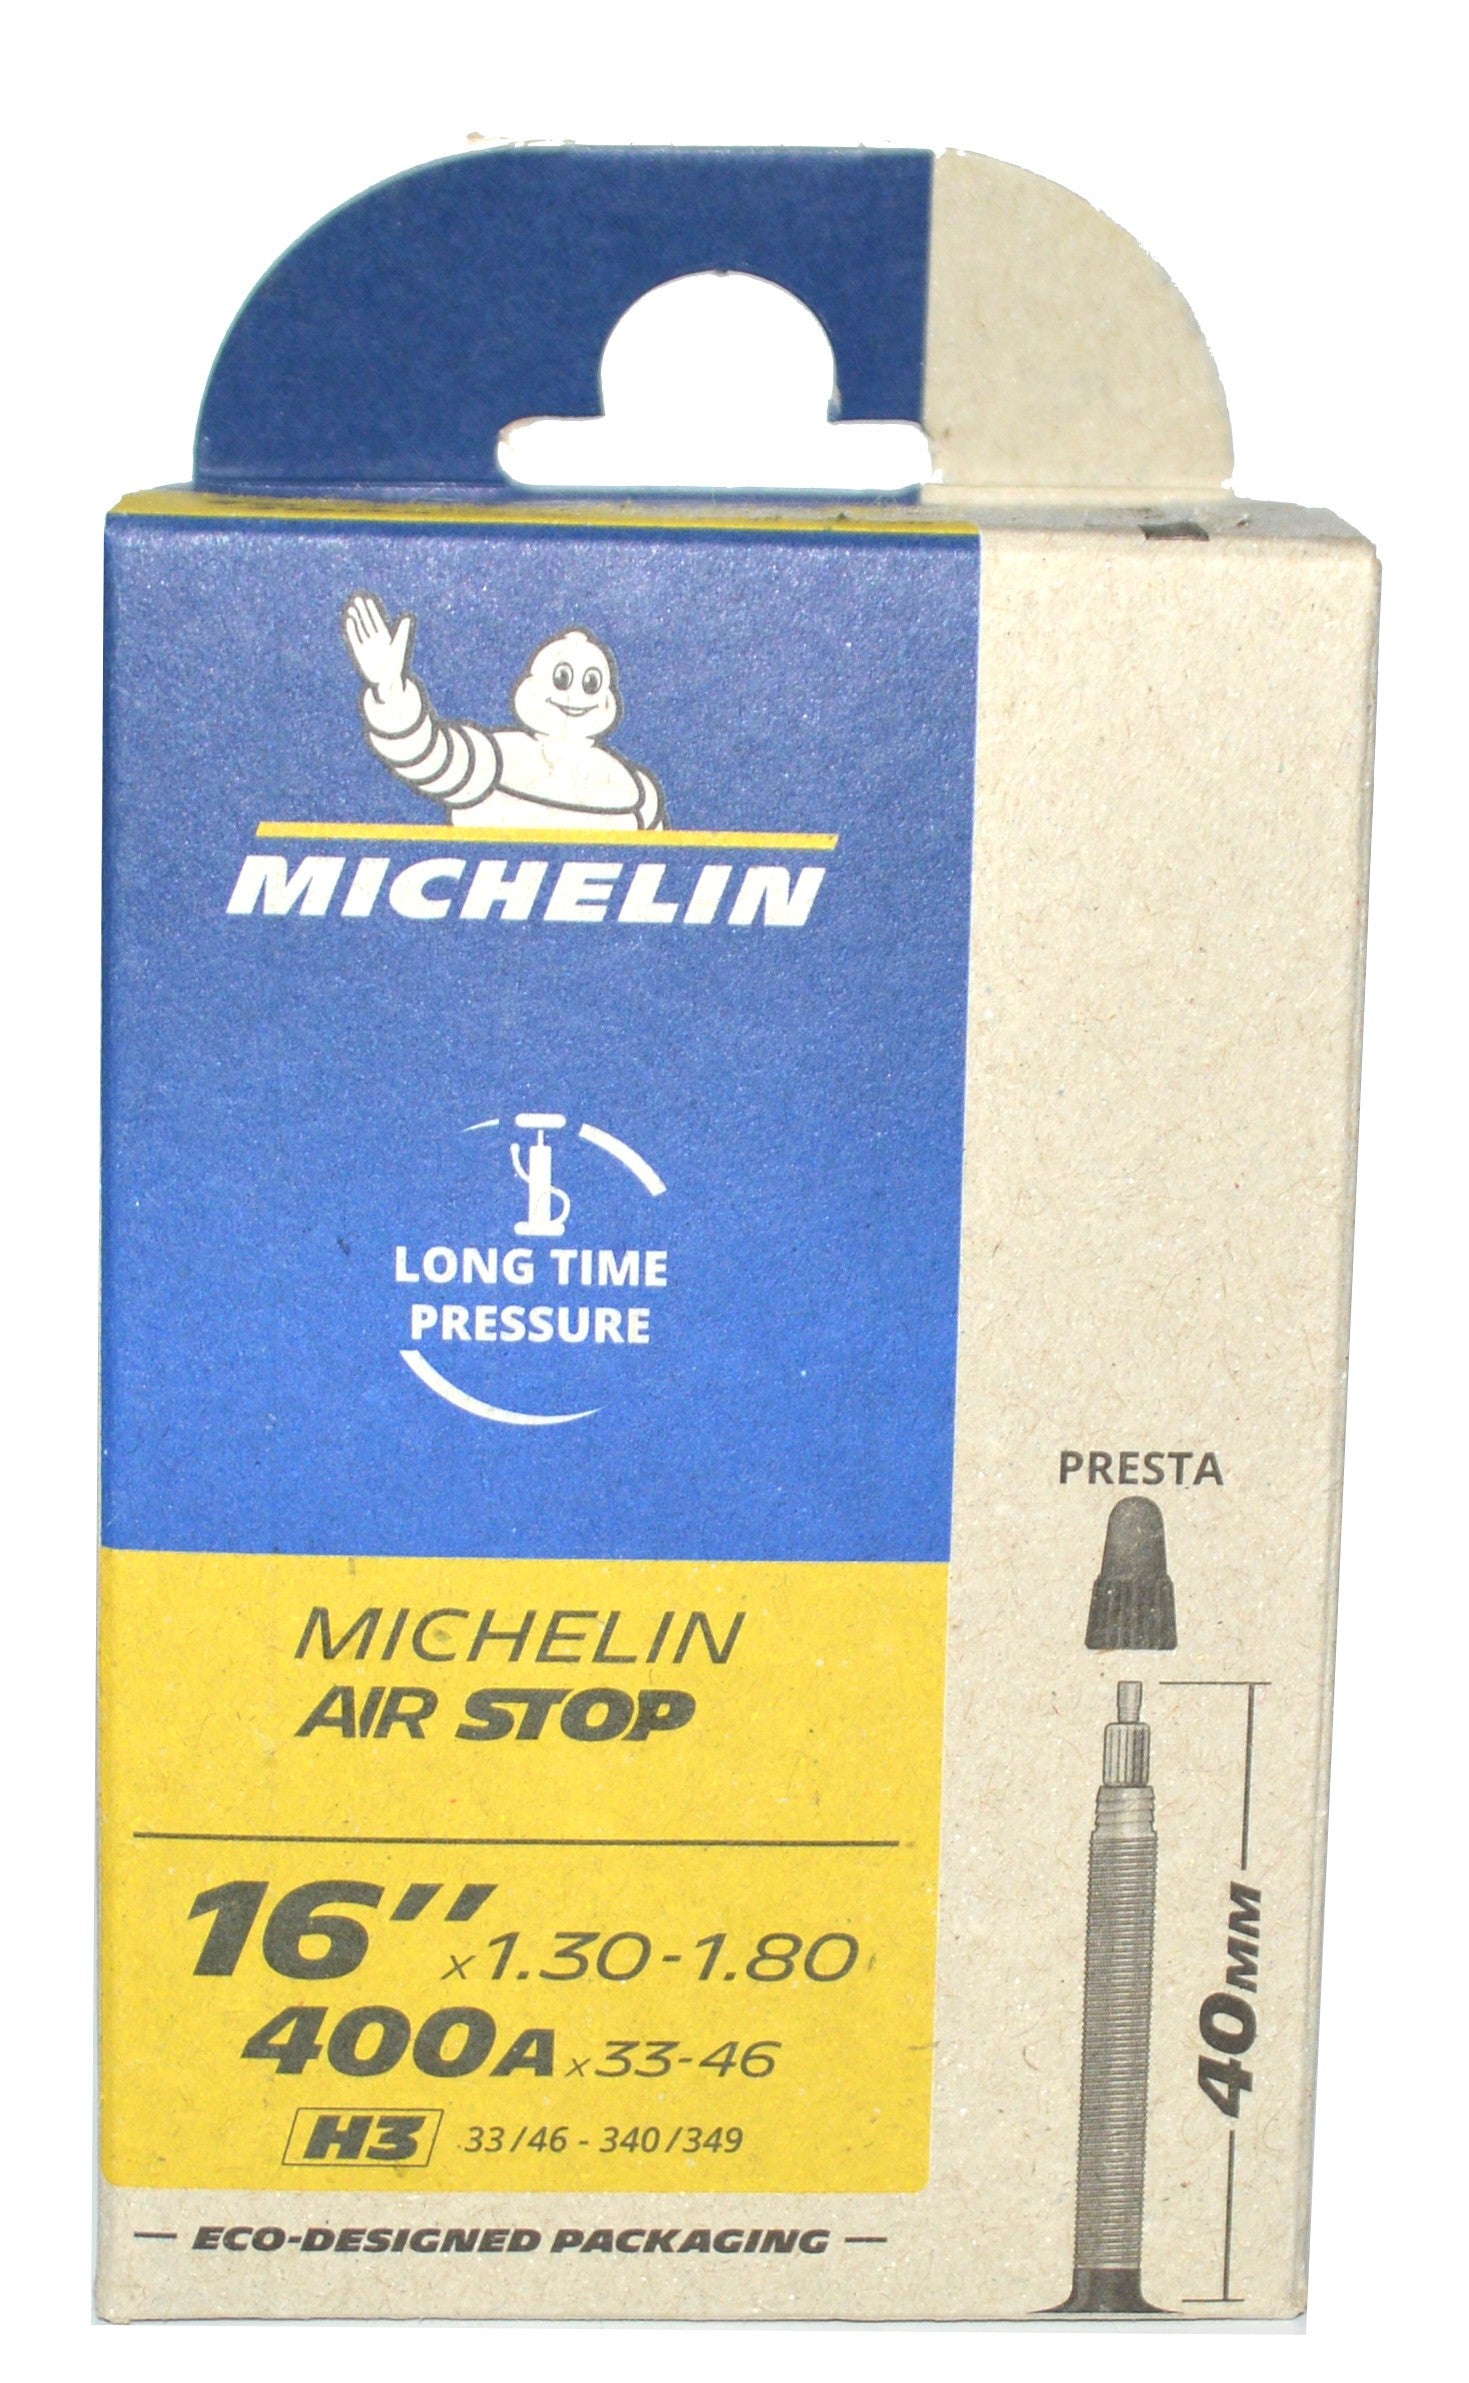 MICHELIN
LONG TIME
PRESSURE
MICHELIN
AIR STOP
16" x1.30-1.80
400A x33-46
H3 33/46 - 340/349
ECO-DESIGNED PACKAGING
PRESTA
40MM